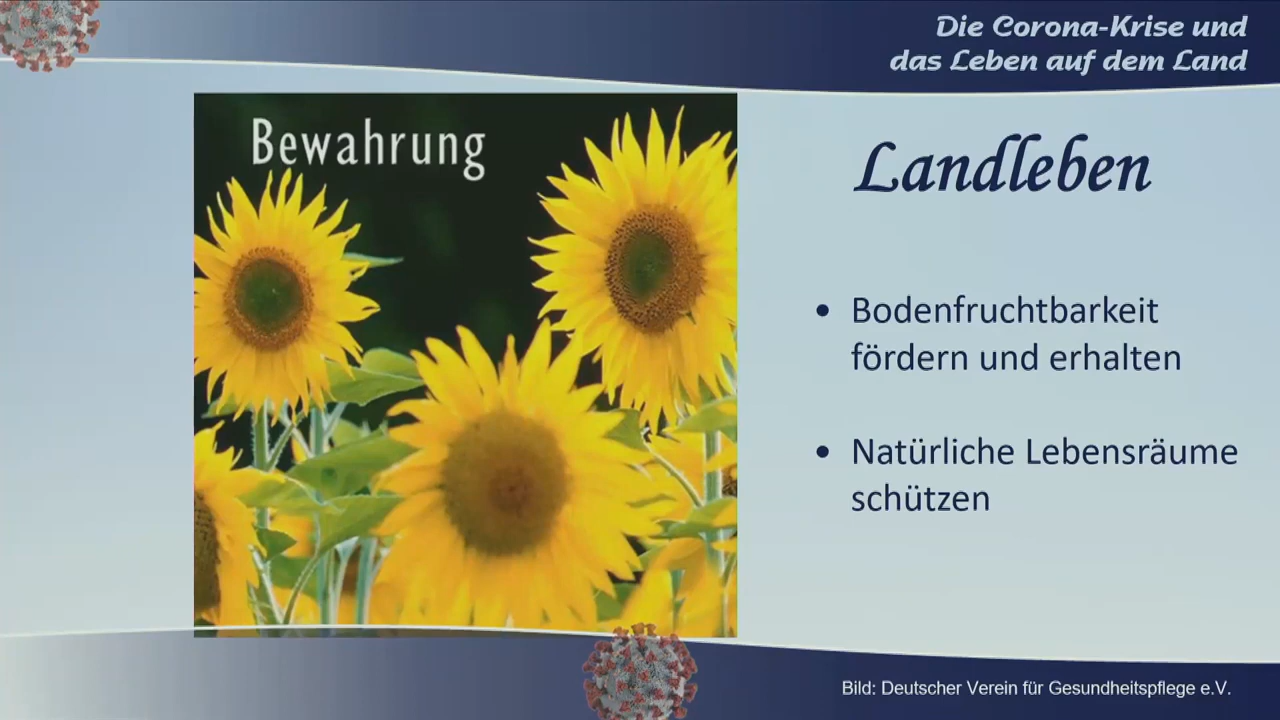 Die Corona-Krise und
das Leben auf dem Land
Bewahrung
Landleben
• Bodenfruchtbarkeit
fördern und erhalten
• Natürliche Lebensräume
schützen
Bild: Deutscher Verein für Gesundheitspflege e.V.